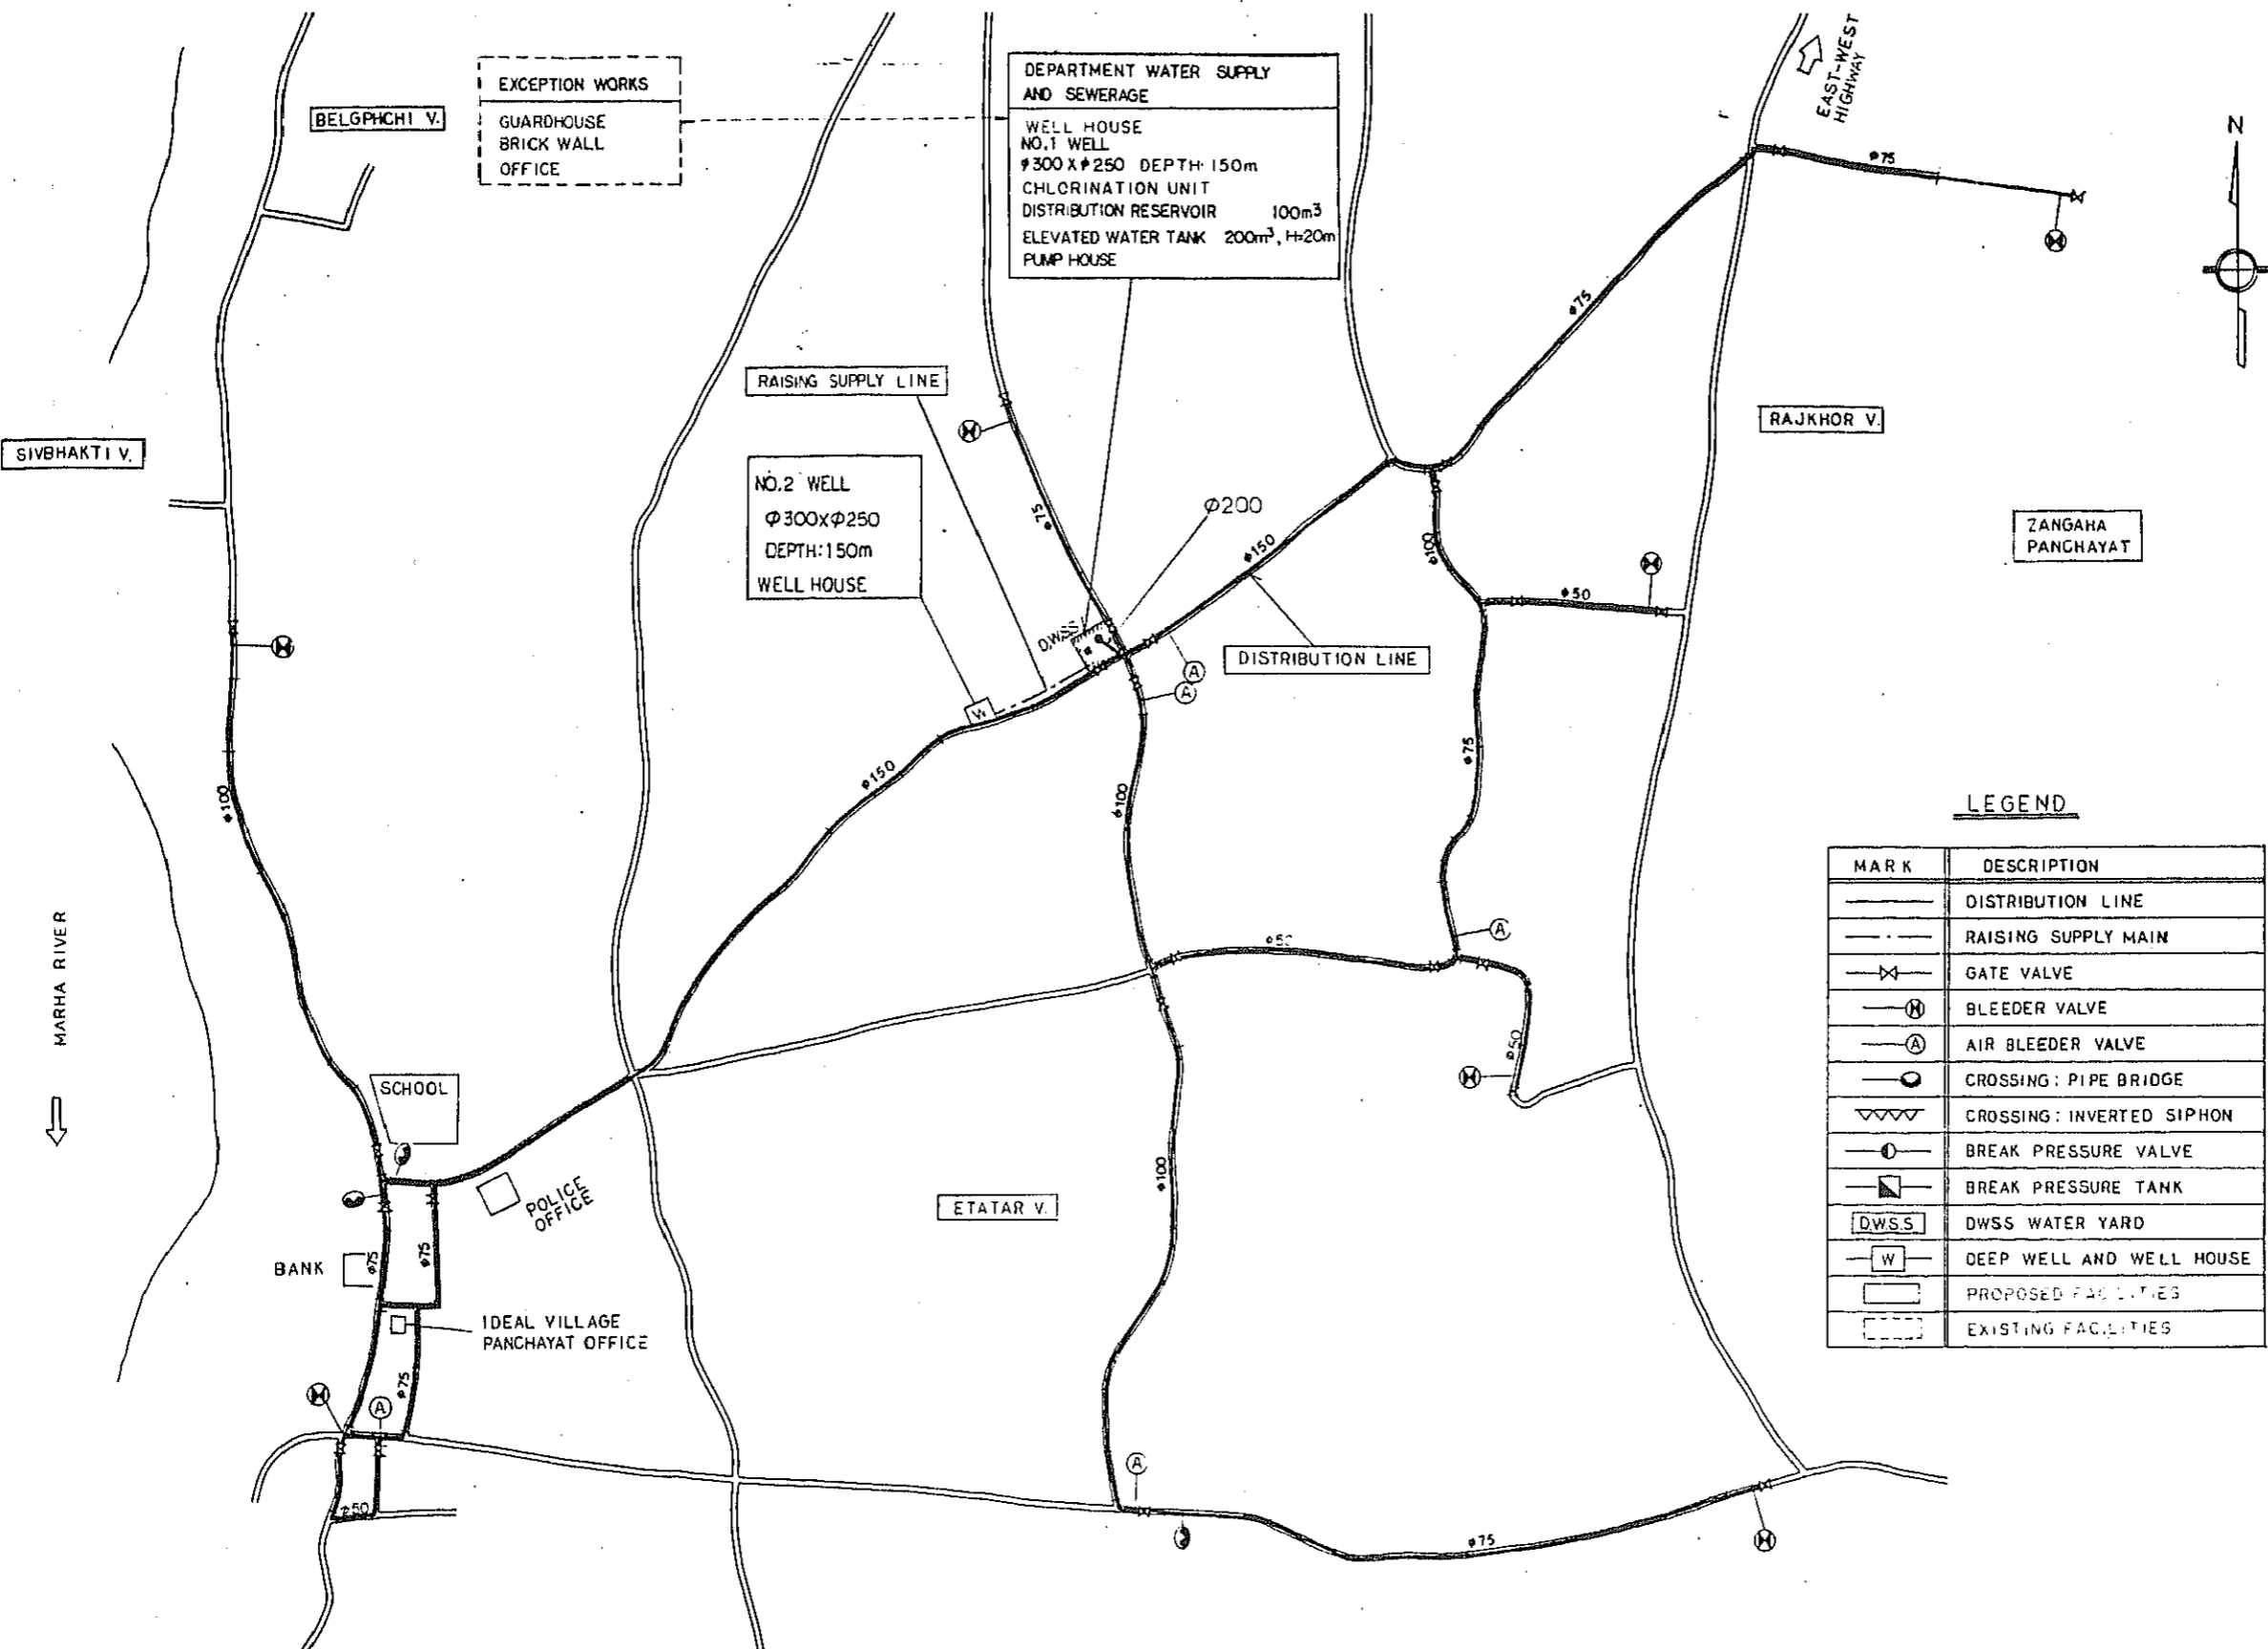 EXCEPTION WORKS
GUARDHOUSE
BRICK WALL
OFFICE
DEPARTMENT WATER SUPPLY
AND SEWERAGE
WELL HOUSE
NO.1 WELL
φ300 X φ250 DEPTH: 150m
CHLORINATION UNIT
DISTRIBUTION RESERVOIR 100m³
ELEVATED WATER TANK 200m³, H=20m
PUMP HOUSE
EAST-WEST
HIGHWAY
N
BELGPHCHI V.
SIVBHAKTI V.
RAISING SUPPLY LINE
NO.2 WELL
φ300xφ250
DEPTH:150m
WELL HOUSE
φ75
φ75
φ75
φ200
φ150
φ100
φ50
RAJKHOR V.
ZANGAHA
PANCHAYAT
D.W.S.S
A
A
W
DISTRIBUTION LINE
φ150
φ100
φ100
φ75
A
φ50
MARHA RIVER
SCHOOL
POLICE
OFFICE
BANK
φ75
φ75
IDEAL VILLAGE
PANCHAYAT OFFICE
φ75
A
φ50
ETATAR V.
φ100
A
φ75
LEGEND
MARK DESCRIPTION
DISTRIBUTION LINE
RAISING SUPPLY MAIN
GATE VALVE
BLEEDER VALVE
A AIR BLEEDER VALVE
CROSSING: PIPE BRIDGE
CROSSING: INVERTED SIPHON
BREAK PRESSURE VALVE
BREAK PRESSURE TANK
D.W.S.S DWSS WATER YARD
W DEEP WELL AND WELL HOUSE
PROPOSED FACILITIES
EXISTING FACILITIES